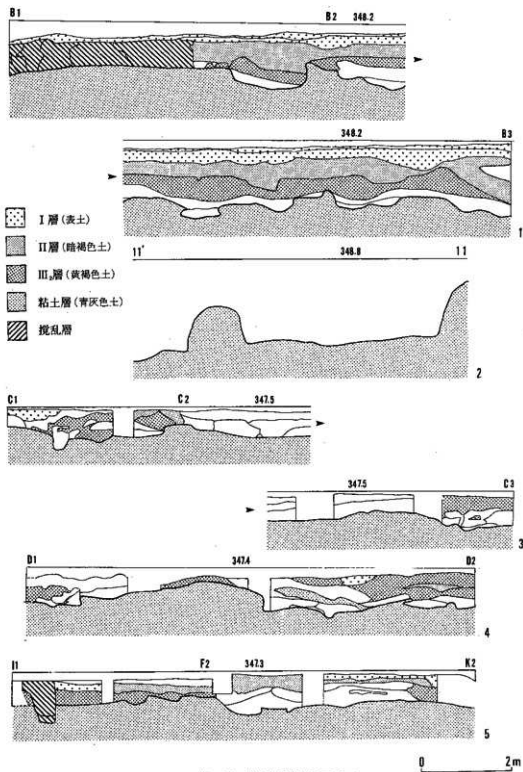 B1 B2 348.2
348.2 B3
I層(表土)
II層(暗褐色土)
III層(黄褐色土)
粘土層(青灰色土)
撹乱層
1
11' 348.8 11
2
C1 C2 347.5
347.5 C3
3
D1 347.4 D2
4
I1 F2 347.3 K2
5
0 2m